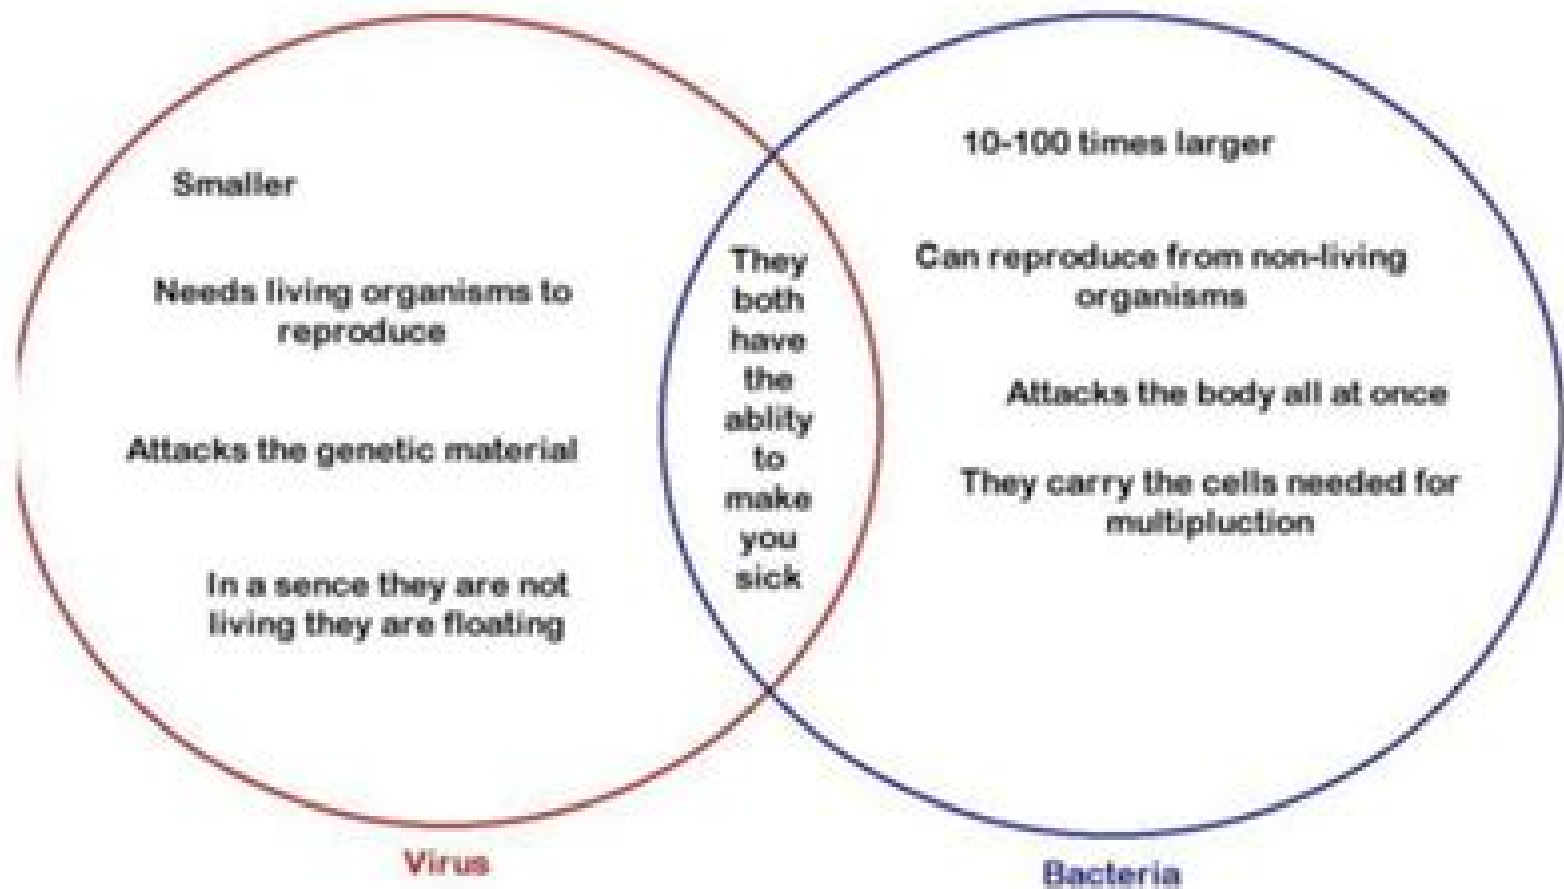 Smaller
Needs living organisms to
reproduce
Attacks the genetic material
In a sence they are not
living they are floating
They
both
have
the
ablity
to
make
you
sick
10-100 times larger
Can reproduce from non-living
organisms
Attacks the body all at once
They carry the cells needed for
multipluction
Virus
Bacteria